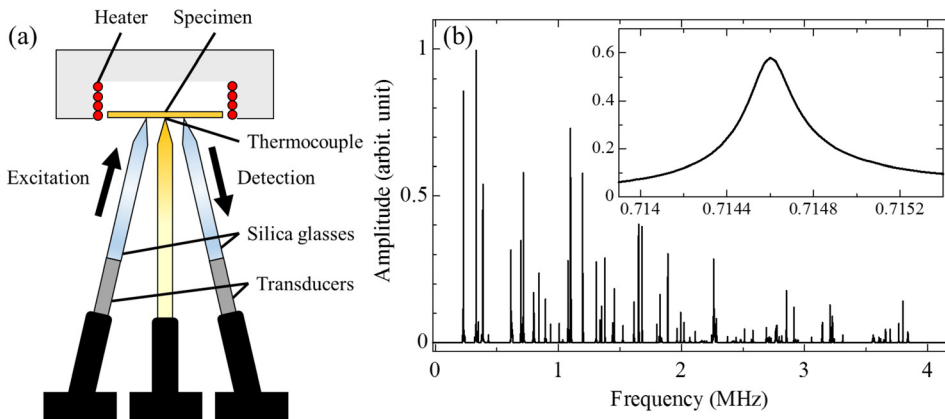 (a)
Heater
Specimen
Thermocouple
Excitation
Detection
Silica glasses
Transducers
(b)
Amplitude (arbit. unit)
1
0.5
0
0
1
2
3
4
Frequency (MHz)
0.6
0.4
0.2
0
0.714
0.7144
0.7148
0.7152